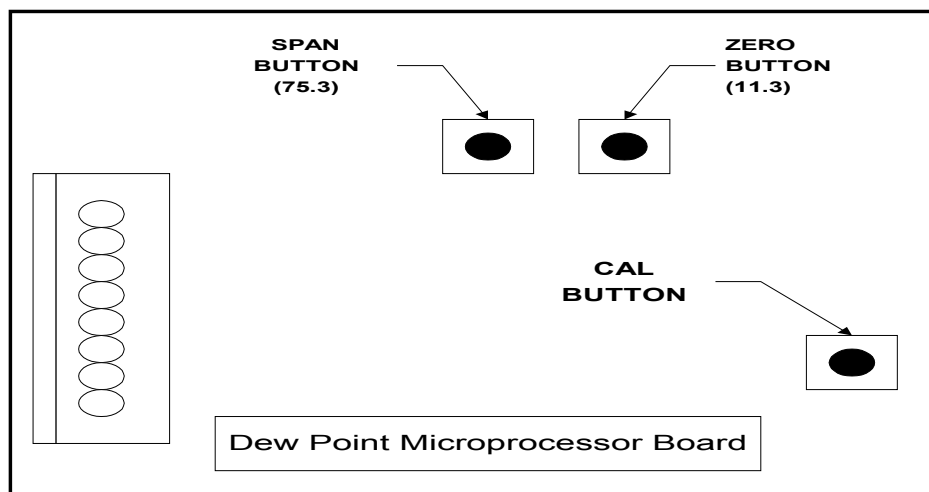 SPAN
BUTTON
(75.3)
ZERO
BUTTON
(11.3)
CAL
BUTTON
Dew Point Microprocessor Board